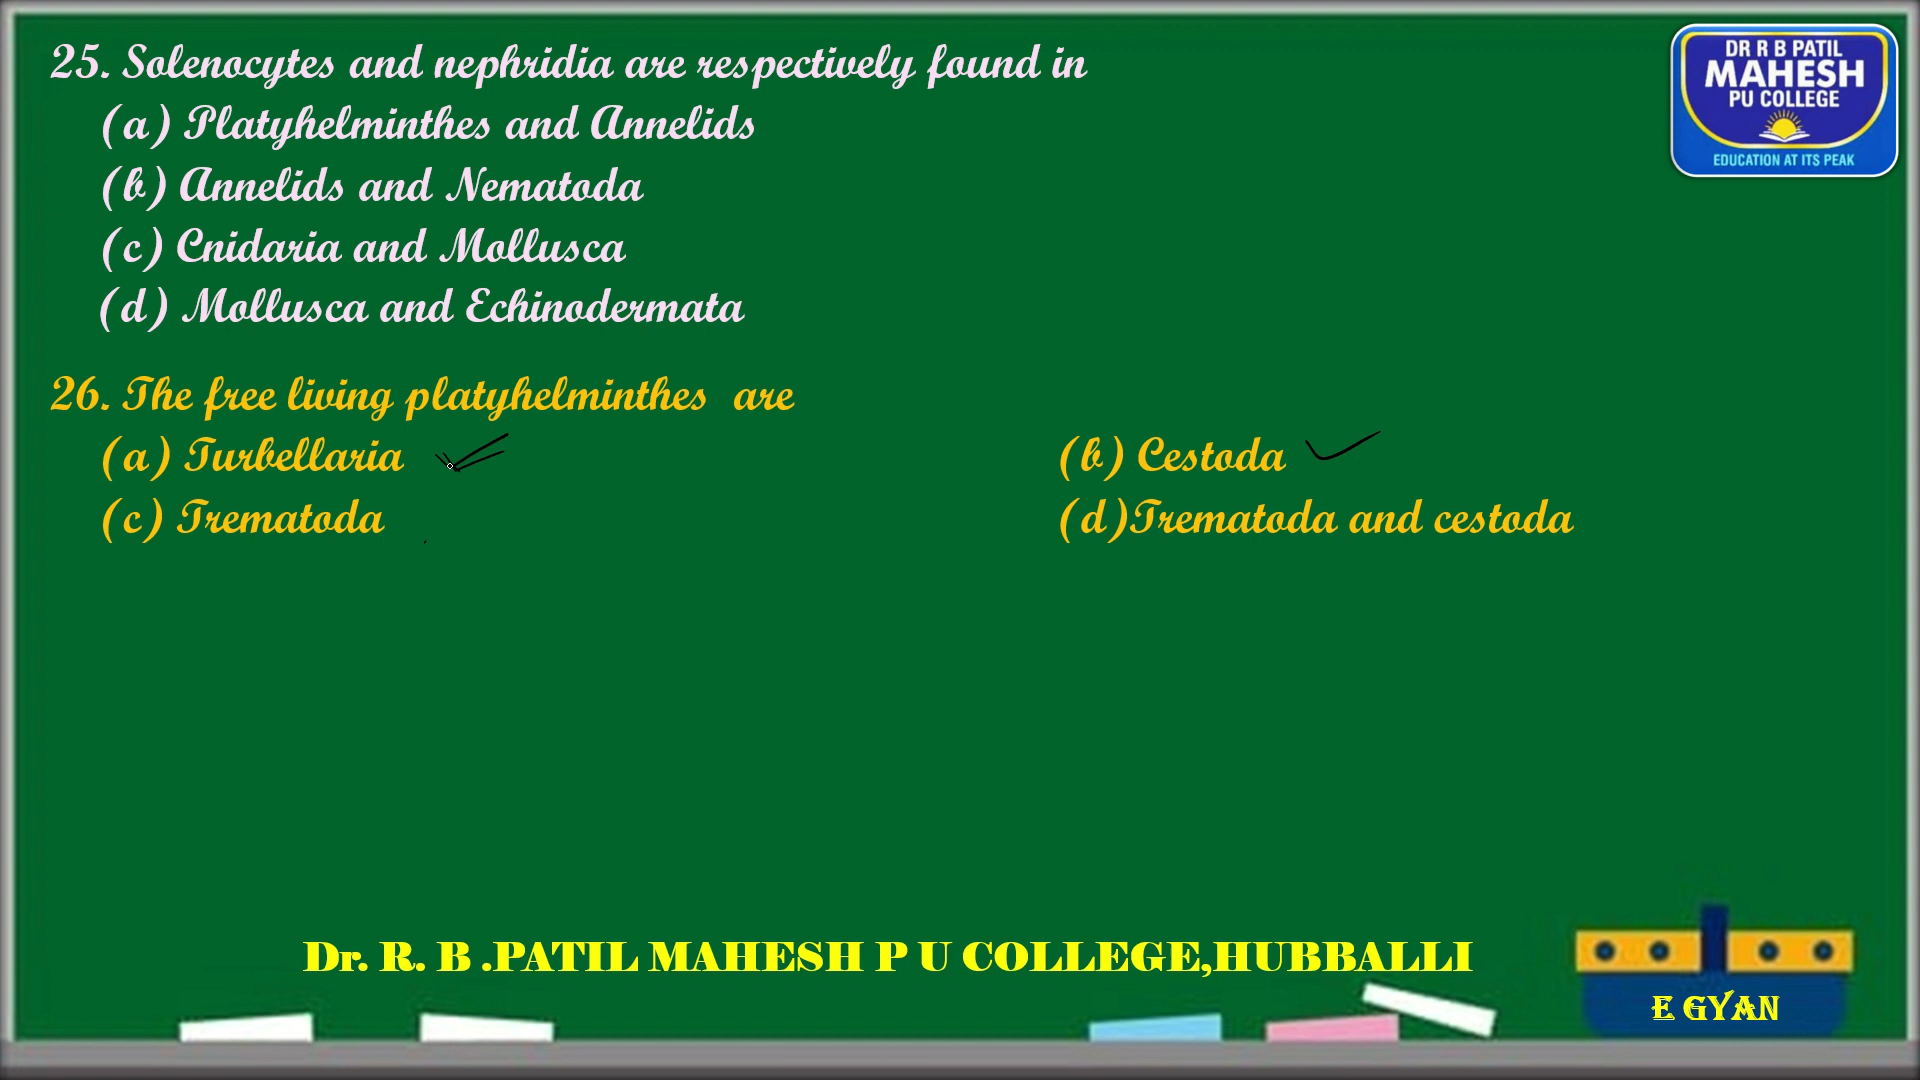 25. Solenocytes and nephridia are respectively found in
(a) Platyhelminthes and Annelids
(b) Annelids and Nematoda
(c) Cnidaria and Mollusca
(d) Mollusca and Echinodermata
26. The free living platyhelminthes are
(a) Turbellaria (b) Cestoda
(c) Trematoda (d)Trematoda and cestoda
DR R B PATIL
MAHESH
PU COLLEGE
EDUCATION AT ITS PEAK
Dr. R. B .PATIL MAHESH P U COLLEGE,HUBBALLI
E GYAN